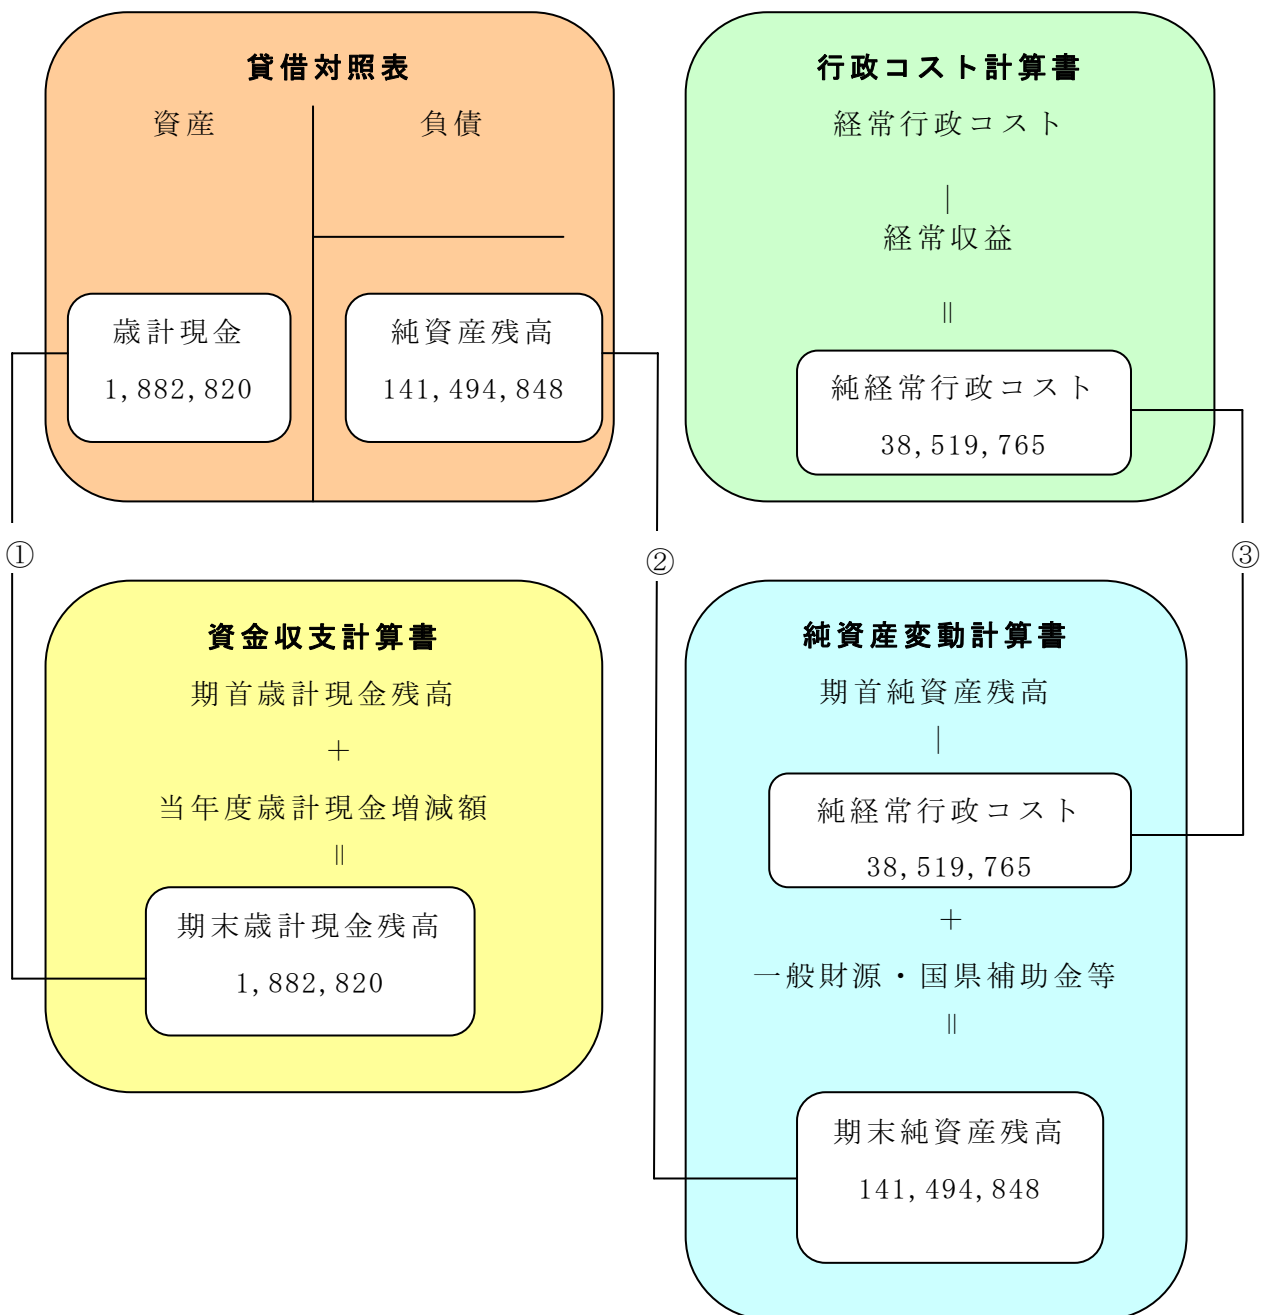 貸借対照表
資産
負債
歳計現金
1,882,820
純資産残高
141,494,848
行政コスト計算書
経常行政コスト
｜
経常収益
‖
純経常行政コスト
38,519,765
①
②
③
資金収支計算書
期首歳計現金残高
＋
当年度歳計現金増減額
‖
期末歳計現金残高
1,882,820
純資産変動計算書
期首純資産残高
｜
純経常行政コスト
38,519,765
＋
一般財源・国県補助金等
‖
期末純資産残高
141,494,848